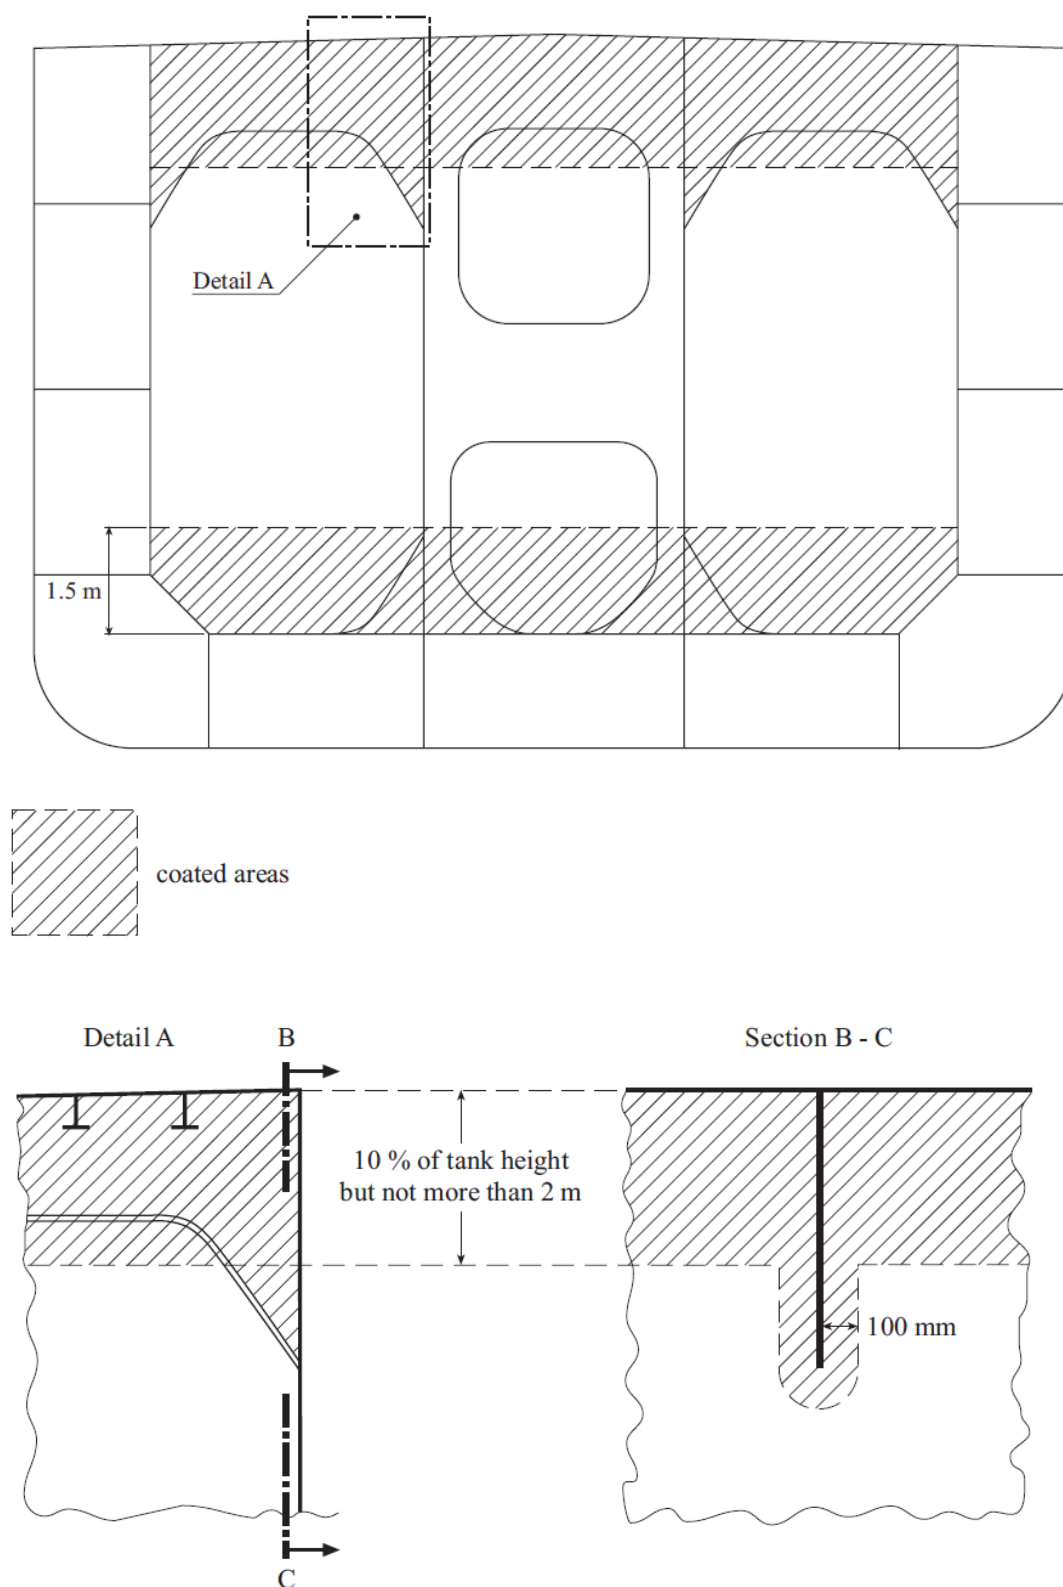 Detail A
1.5 m
coated areas
Detail A
B
Section B - C
10 % of tank height
but not more than 2 m
100 mm
C